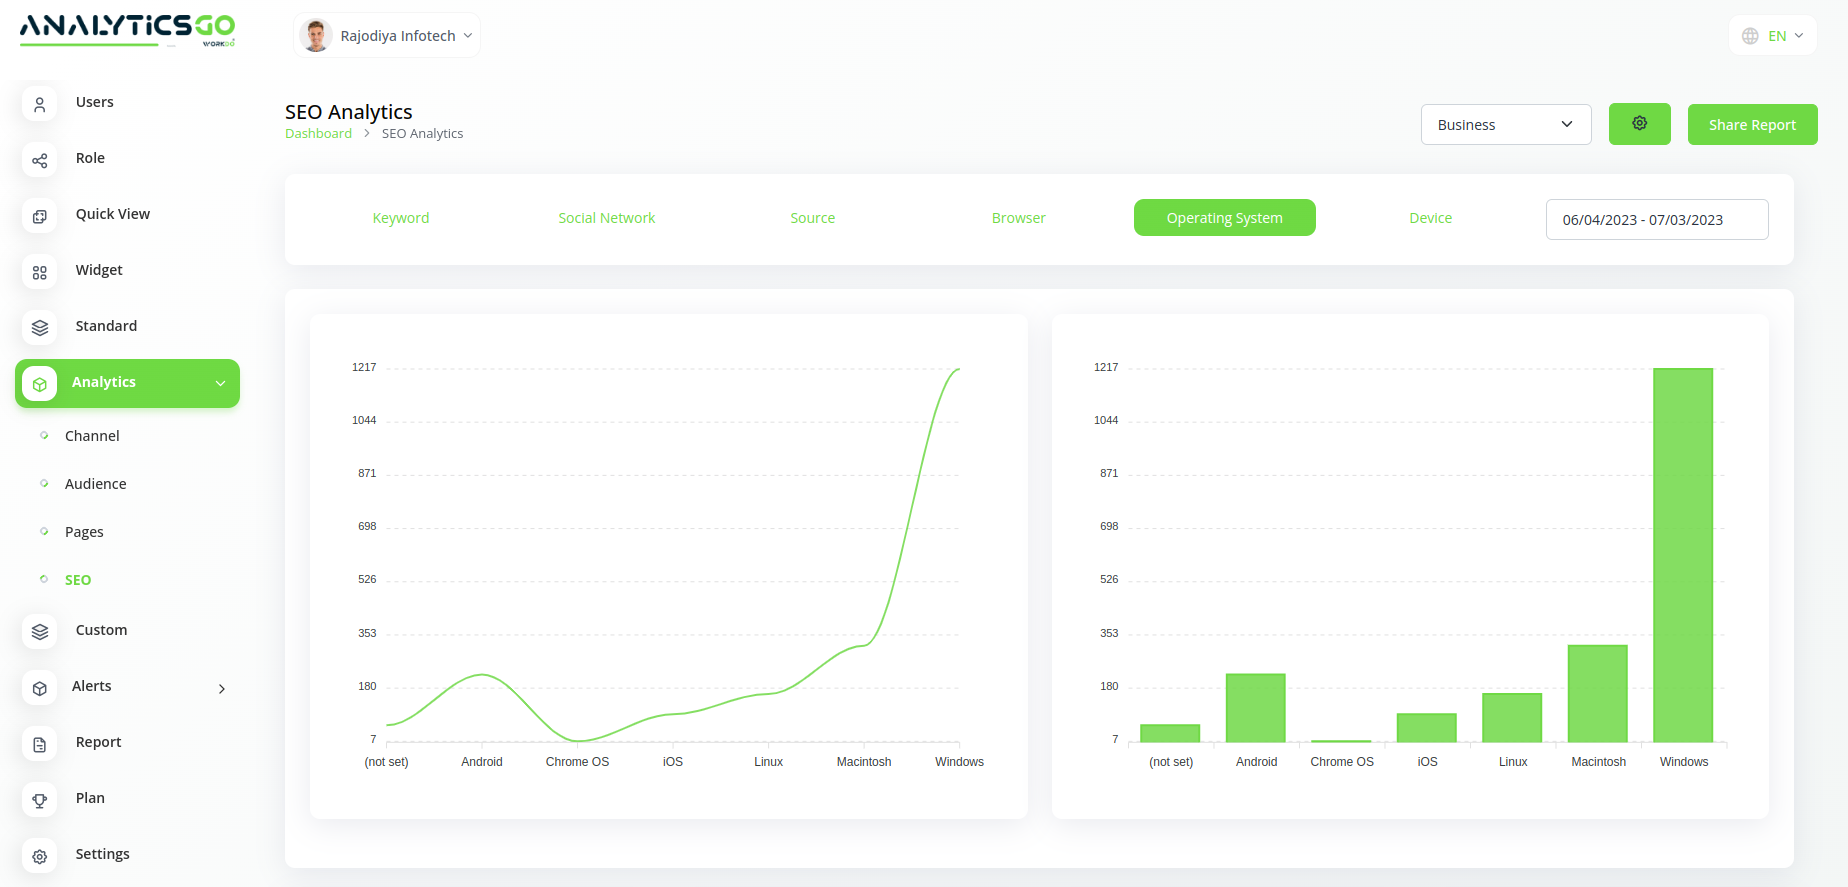 ANALYTiCSGO
WORKDO
Rajodiya Infotech
EN
Users
Role
Quick View
Widget
Standard
Analytics
Channel
Audience
Pages
SEO
Custom
Alerts
Report
Plan
Settings
SEO Analytics
Dashboard > SEO Analytics
Business
Share Report
Keyword Social Network Source Browser Operating System Device 06/04/2023 - 07/03/2023
1217
1044
871
698
526
353
180
7
(not set) Android Chrome OS iOS Linux Macintosh Windows
1217
1044
871
698
526
353
180
7
(not set) Android Chrome OS iOS Linux Macintosh Windows